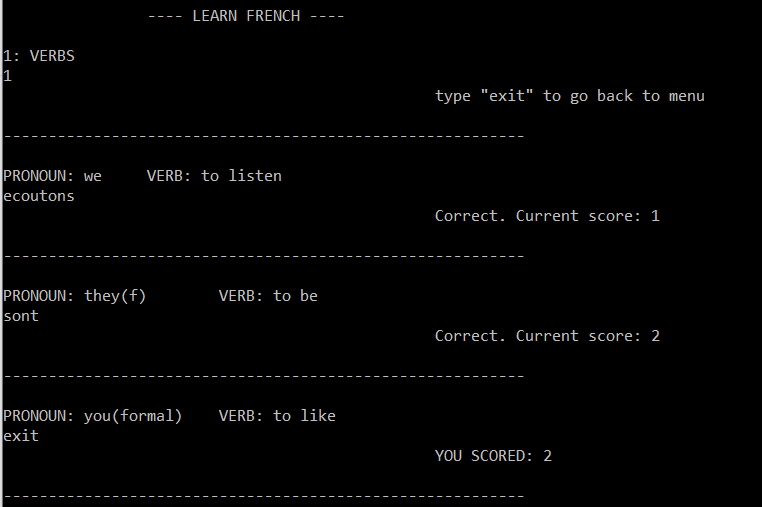 ---- LEARN FRENCH ----
1: VERBS
1
type "exit" to go back to menu
----------------------------------------------------------
PRONOUN: we     VERB: to listen
ecoutons
Correct. Current score: 1
----------------------------------------------------------
PRONOUN: they(f)        VERB: to be
sont
Correct. Current score: 2
----------------------------------------------------------
PRONOUN: you(formal)    VERB: to like
exit
YOU SCORED: 2
----------------------------------------------------------